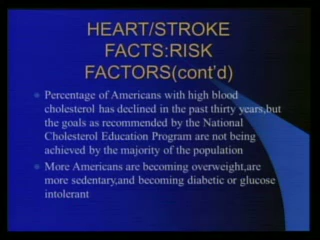 HEART/STROKE
FACTS:RISK
FACTORS(cont'd)
Percentage of Americans with high blood
cholesterol has declined in the past thirty years,but
the goals as recommended by the National
Cholesterol Education Program are not being
achieved by the majority of the population
More Americans are becoming overweight,are
more sedentary,and becoming diabetic or glucose
intolerant